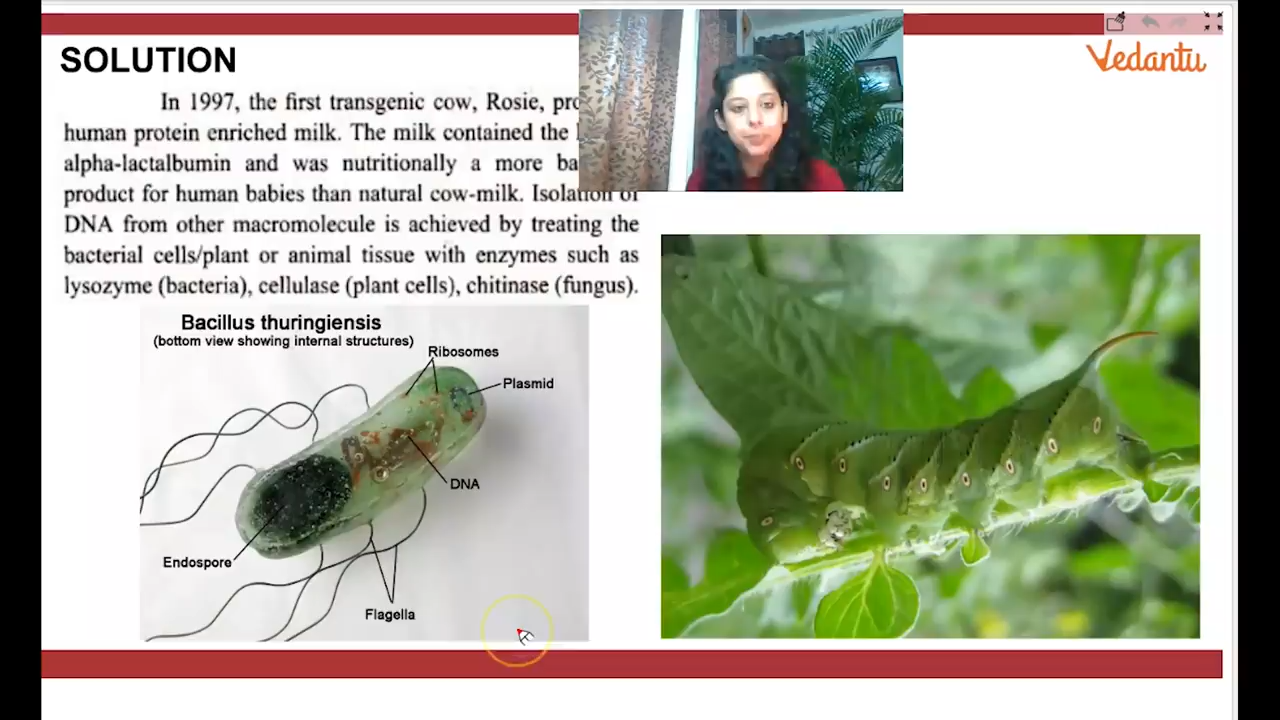 SOLUTION
Vedantu
In 1997, the first transgenic cow, Rosie,
human protein enriched milk. The milk contained the
alpha-lactalbumin and was nutritionally a more
product for human babies than natural cow-milk. Isolation of
DNA from other macromolecule is achieved by treating the
bacterial cells/plant or animal tissue with enzymes such as
lysozyme (bacteria), cellulase (plant cells), chitinase (fungus).
Bacillus thuringiensis
(bottom view showing internal structures)
Ribosomes
Plasmid
DNA
Endospore
Flagella